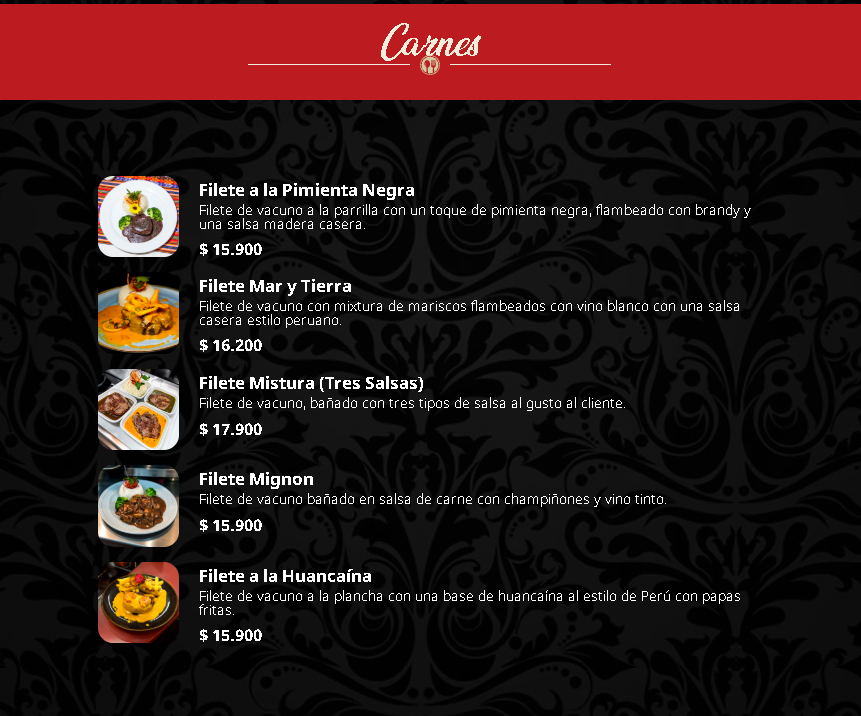 Carnes
Filete a la Pimienta Negra
Filete de vacuno a la parrilla con un toque de pimienta negra, flambeado con brandy y
una salsa madera casera.
$ 15.900
Filete Mar y Tierra
Filete de vacuno con mixtura de mariscos flambeados con vino blanco con una salsa
casera estilo peruano.
$ 16.200
Filete Mistura (Tres Salsas)
Filete de vacuno, bañado con tres tipos de salsa al gusto al cliente.
$ 17.900
Filete Mignon
Filete de vacuno bañado en salsa de carne con champiñones y vino tinto.
$ 15.900
Filete a la Huancaína
Filete de vacuno a la plancha con una base de huancaína al estilo de Perú con papas
fritas.
$ 15.900